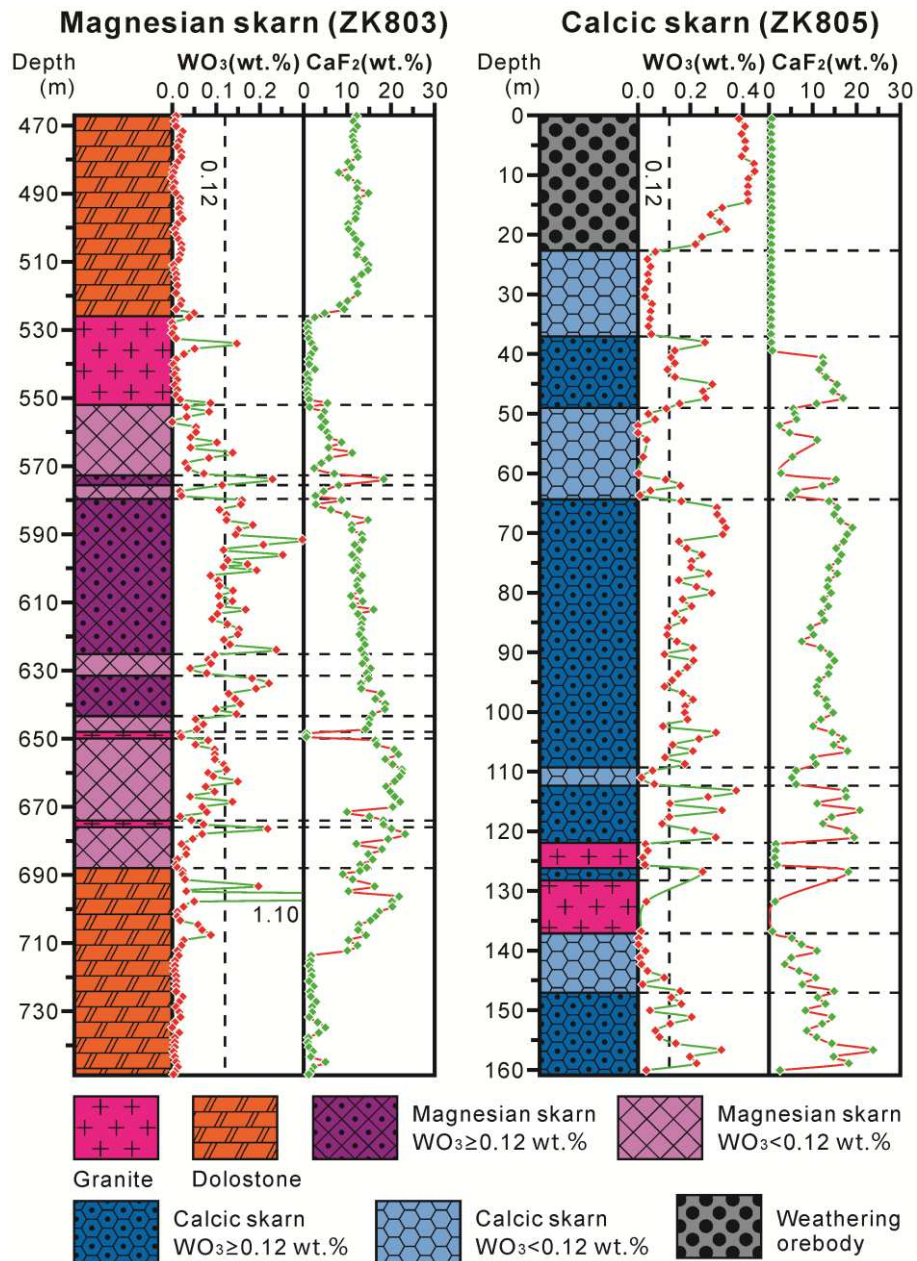 Magnesian skarn (ZK803)
Calcic skarn (ZK805)
Depth
(m)
WO₃(wt.%)
CaF₂(wt.%)
0.0 0.1 0.2
0 10 20 30
470
490
510
530
550
570
590
610
630
650
670
690
710
730
0.12
1.10
Depth
(m)
WO₃(wt.%)
CaF₂(wt.%)
0.0 0.2 0.4
0 10 20 30
0
10
20
30
40
50
60
70
80
90
100
110
120
130
140
150
160
0.12
Granite
Dolostone
Magnesian skarn
WO₃≥0.12 wt.%
Magnesian skarn
WO₃<0.12 wt.%
Calcic skarn
WO₃≥0.12 wt.%
Calcic skarn
WO₃<0.12 wt.%
Weathering
orebody